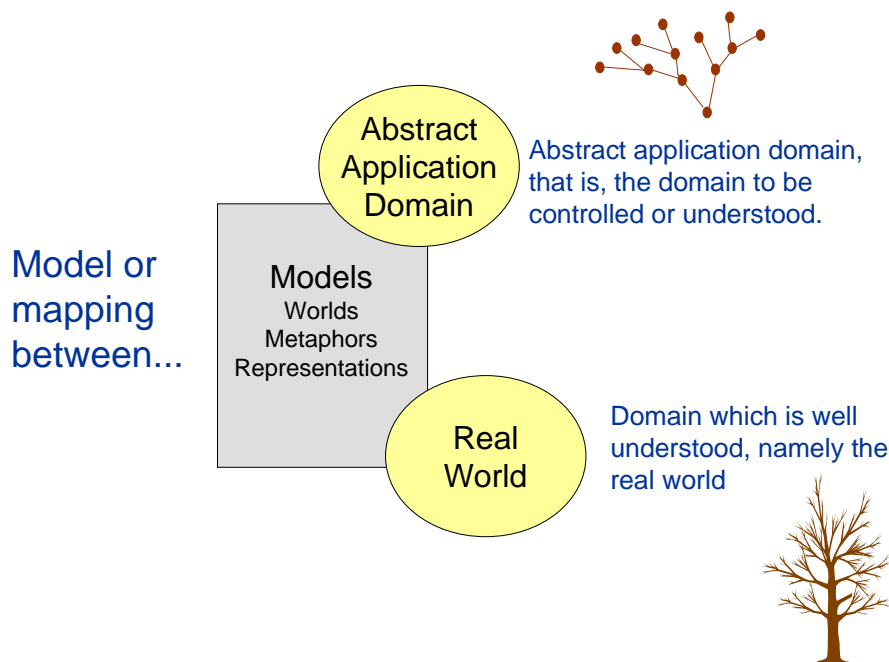 Abstract
Application
Domain
Abstract application domain,
that is, the domain to be
controlled or understood.
Model or
mapping
between...
Models
Worlds
Metaphors
Representations
Real
World
Domain which is well
understood, namely the
real world